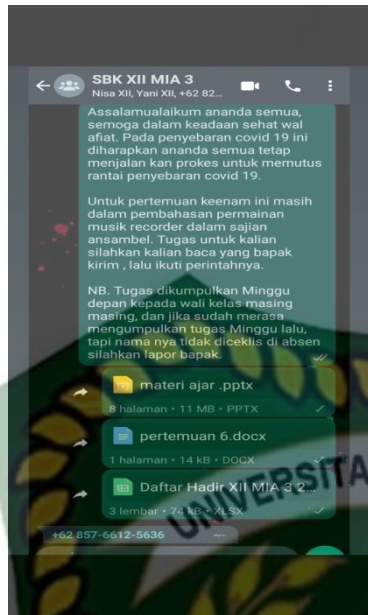 SBK XII MIA 3
Nisa XII, Yani XII, +62 82...
Assalamualaikum ananda semua,
semoga dalam keadaan sehat wal
afiat. Pada penyebaran covid 19 ini
diharapkan ananda semua tetap
menjalan kan prokes untuk memutus
rantai penyebaran covid 19.
Untuk pertemuan keenam ini masih
dalam pembahasan permainan
musik recorder dalam sajian
ansambel. Tugas untuk kalian
silahkan kalian baca yang bapak
kirim , lalu ikuti perintahnya.
NB. Tugas dikumpulkan Minggu
depan kepada wali kelas masing
masing, dan jika sudah merasa
mengumpulkan tugas Minggu lalu,
tapi nama nya tidak diceklis di absen
silahkan lapor bapak.
materi ajar .pptx
8 halaman • 11 MB • PPTX
pertemuan 6.docx
1 halaman • 14 kB • DOCX
Daftar Hadir XII MIA 3 2...
3 lembar • 74 kB • XLSX
UNIVERSITA
+62 857-6612-5636